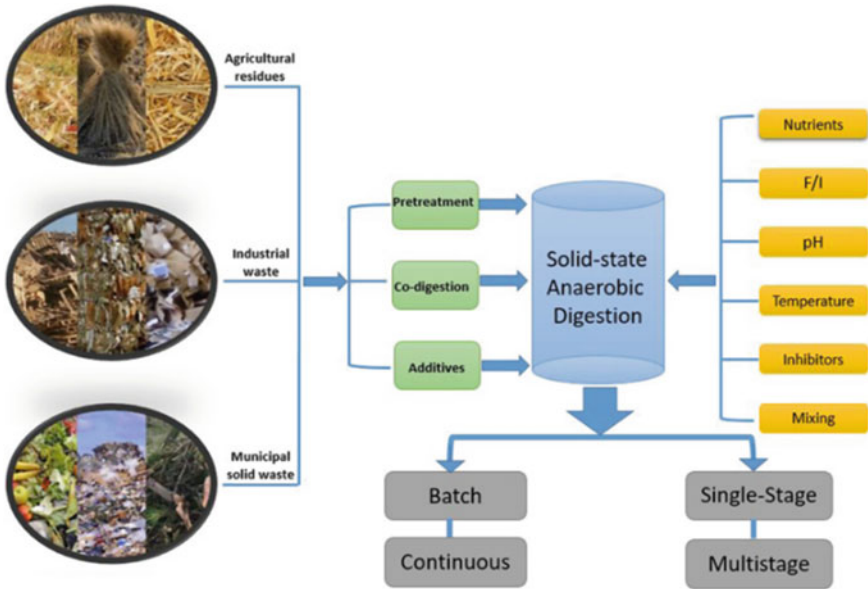 Agricultural
residues
Industrial
waste
Municipal
solid waste
Pretreatment
Co-digestion
Additives
Solid-state
Anaerobic
Digestion
Nutrients
F/I
pH
Temperature
Inhibitors
Mixing
Batch
Continuous
Single-Stage
Multistage